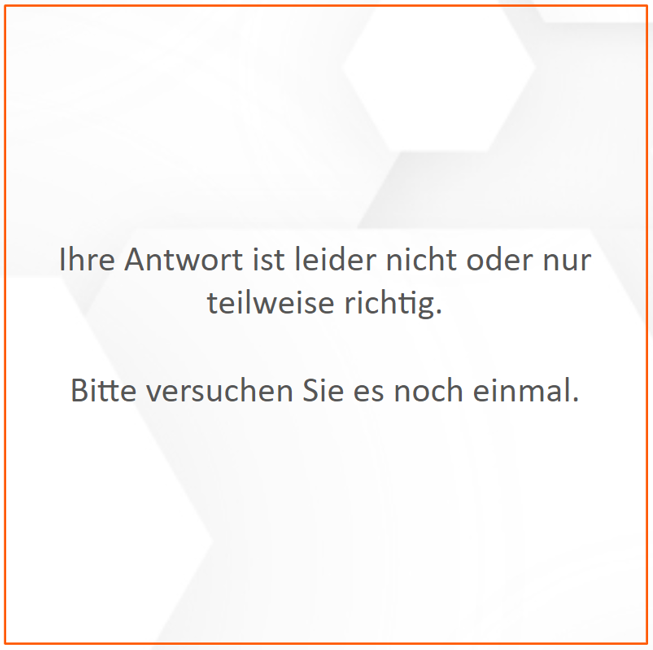 Ihre Antwort ist leider nicht oder nur
teilweise richtig.
Bitte versuchen Sie es noch einmal.